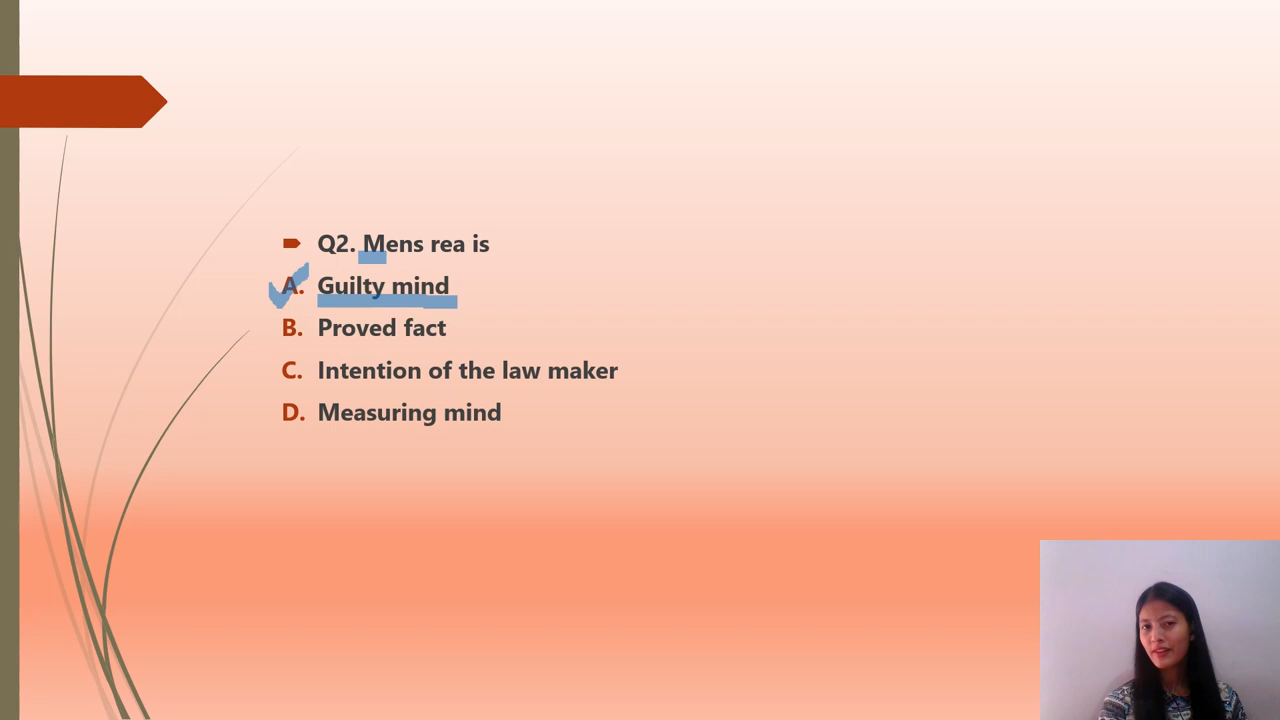 Q2. Mens rea is
A. Guilty mind
B. Proved fact
C. Intention of the law maker
D. Measuring mind